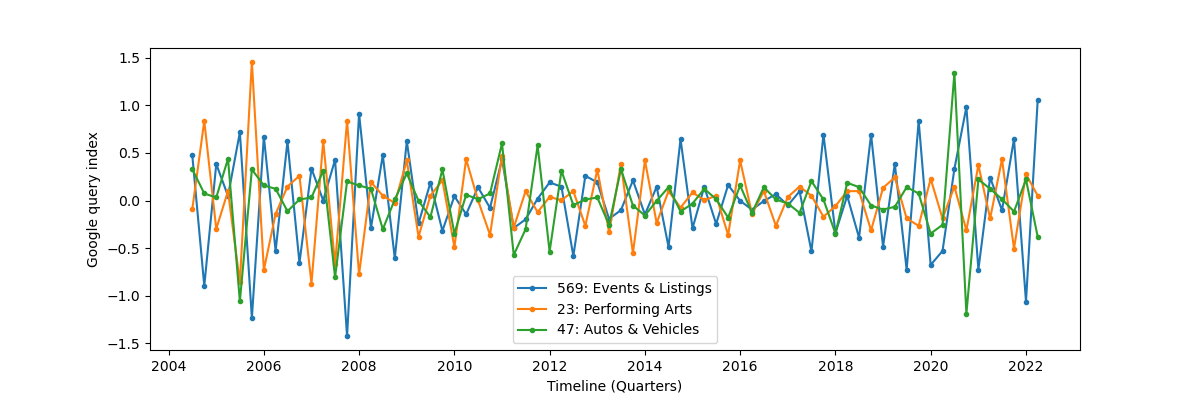 Google query index
1.5
1.0
0.5
0.0
−0.5
−1.0
−1.5
569: Events & Listings
23: Performing Arts
47: Autos & Vehicles
2004 2006 2008 2010 2012 2014 2016 2018 2020 2022
Timeline (Quarters)